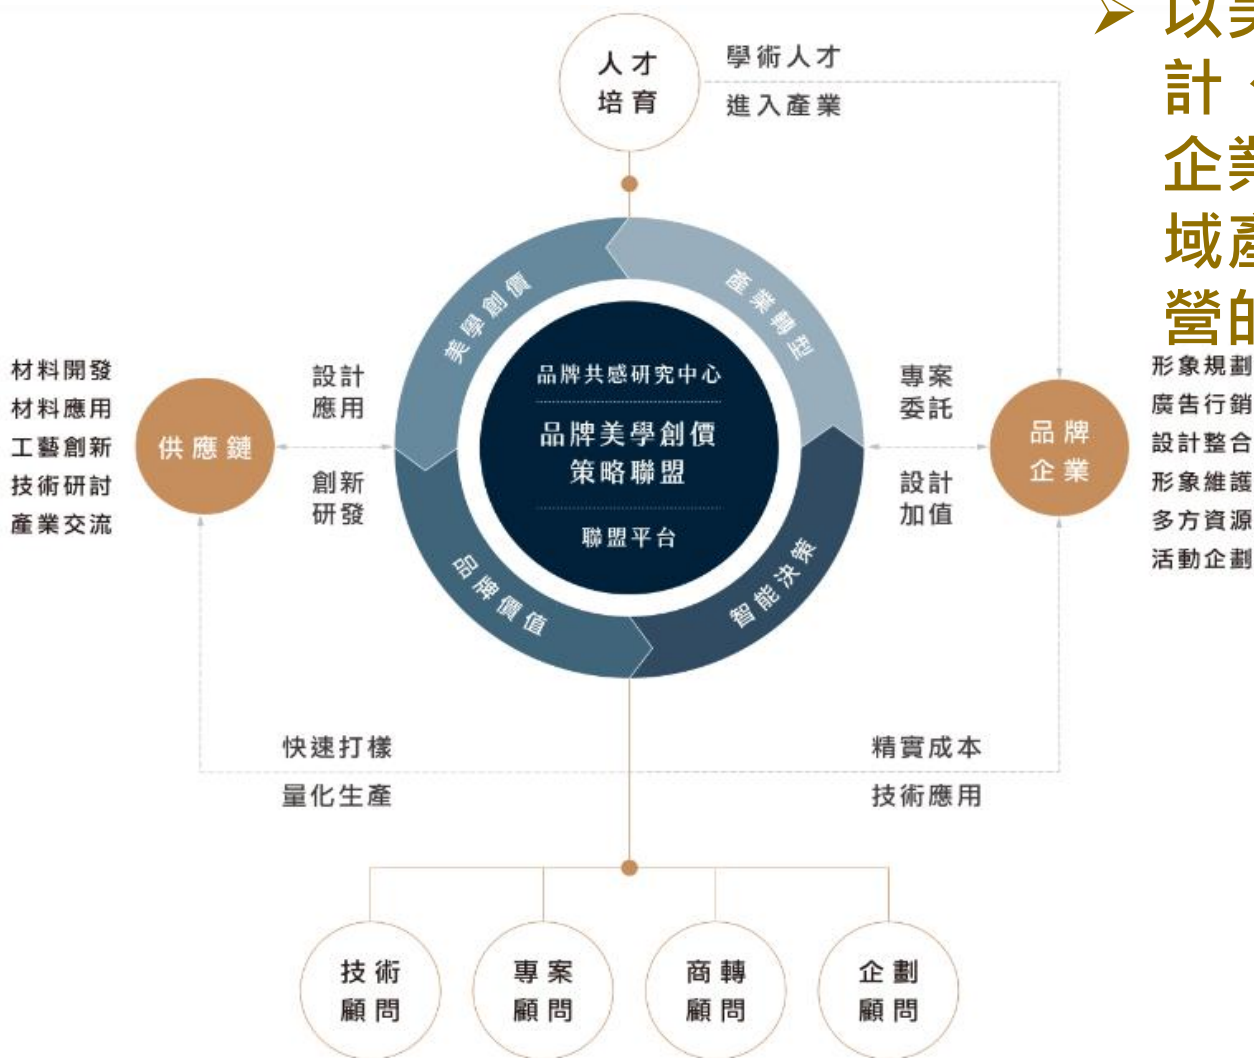 以美
計、
企業
域產
營的
人才
培育
學術人才
進入產業
美學創價
產業轉型
品牌價值
智能決策
品牌共感研究中心
品牌美學創價
策略聯盟
聯盟平台
材料開發
材料應用
工藝創新
技術研討
產業交流
供應鏈
設計
應用
創新
研發
專案
委託
設計
加值
品牌
企業
形象規劃
廣告行銷
設計整合
形象維護
多方資源
活動企劃
快速打樣
量化生產
精實成本
技術應用
技術
顧問
專案
顧問
商轉
顧問
企劃
顧問